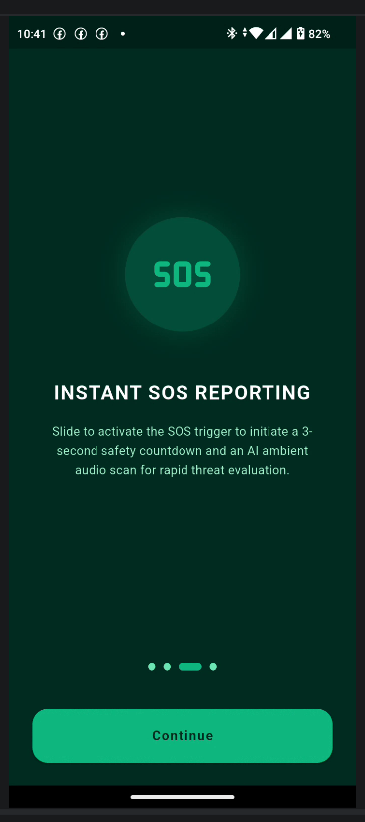 10:41 82%
SOS
INSTANT SOS REPORTING
Slide to activate the SOS trigger to initiate a 3-
second safety countdown and an AI ambient
audio scan for rapid threat evaluation.
Continue